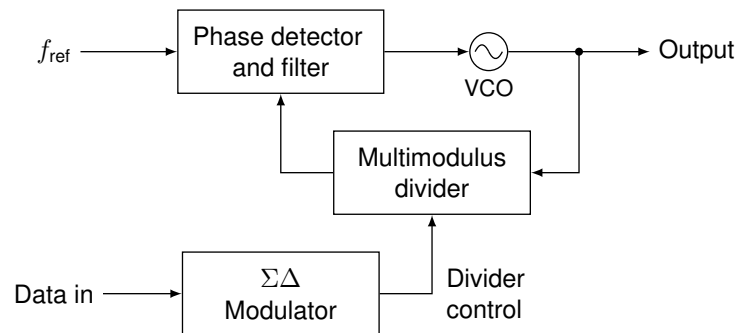 f_ref
Phase detector
and filter
VCO
Output
Multimodulus
divider
Data in
ΣΔ
Modulator
Divider
control